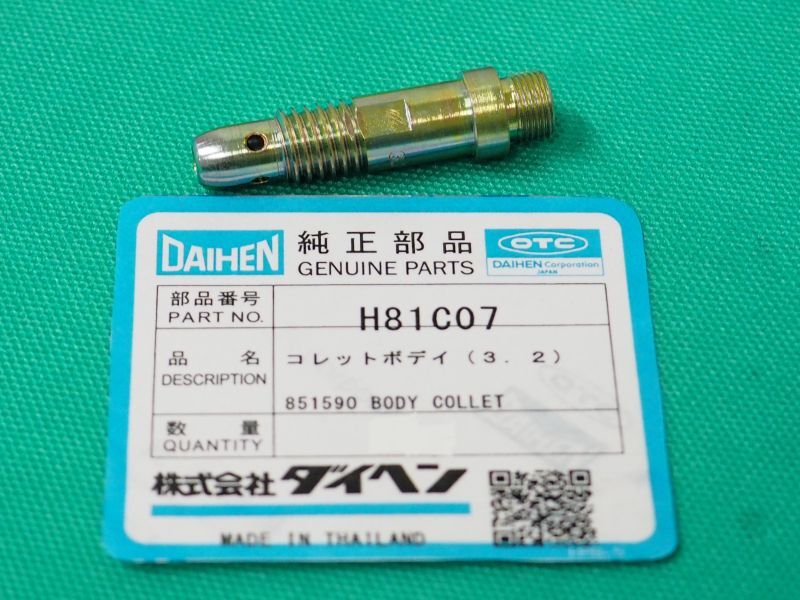 3.
DAIHEN 純正部品 OTC
GENUINE PARTS DAIHEN Corporation
JAPAN
部品番号
PART NO. H81C07
品 名 コレットボデイ(3.2)
DESCRIPTION
851590 BODY COLLET
数 量
QUANTITY
株式会社 ダイヘン
MADE IN THAILAND